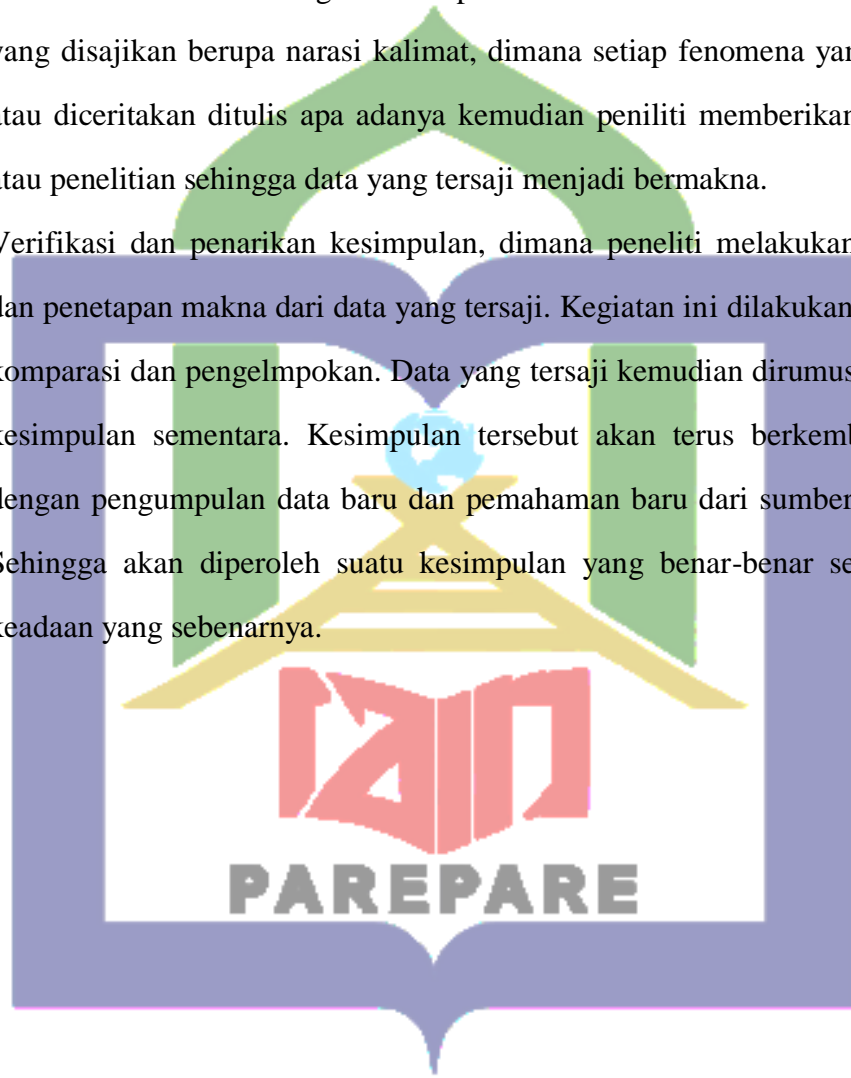 yang disajikan berupa narasi kalimat, dimana setiap fenomena yan
atau diceritakan ditulis apa adanya kemudian peniliti memberikan
atau penelitian sehingga data yang tersaji menjadi bermakna.
Verifikasi dan penarikan kesimpulan, dimana peneliti melakukan
dan penetapan makna dari data yang tersaji. Kegiatan ini dilakukan
komparasi dan pengelmpokan. Data yang tersaji kemudian dirumus
kesimpulan sementara. Kesimpulan tersebut akan terus berkemb
dengan pengumpulan data baru dan pemahaman baru dari sumber
Sehingga akan diperoleh suatu kesimpulan yang benar-benar se
keadaan yang sebenarnya.
iain
PAREPARE